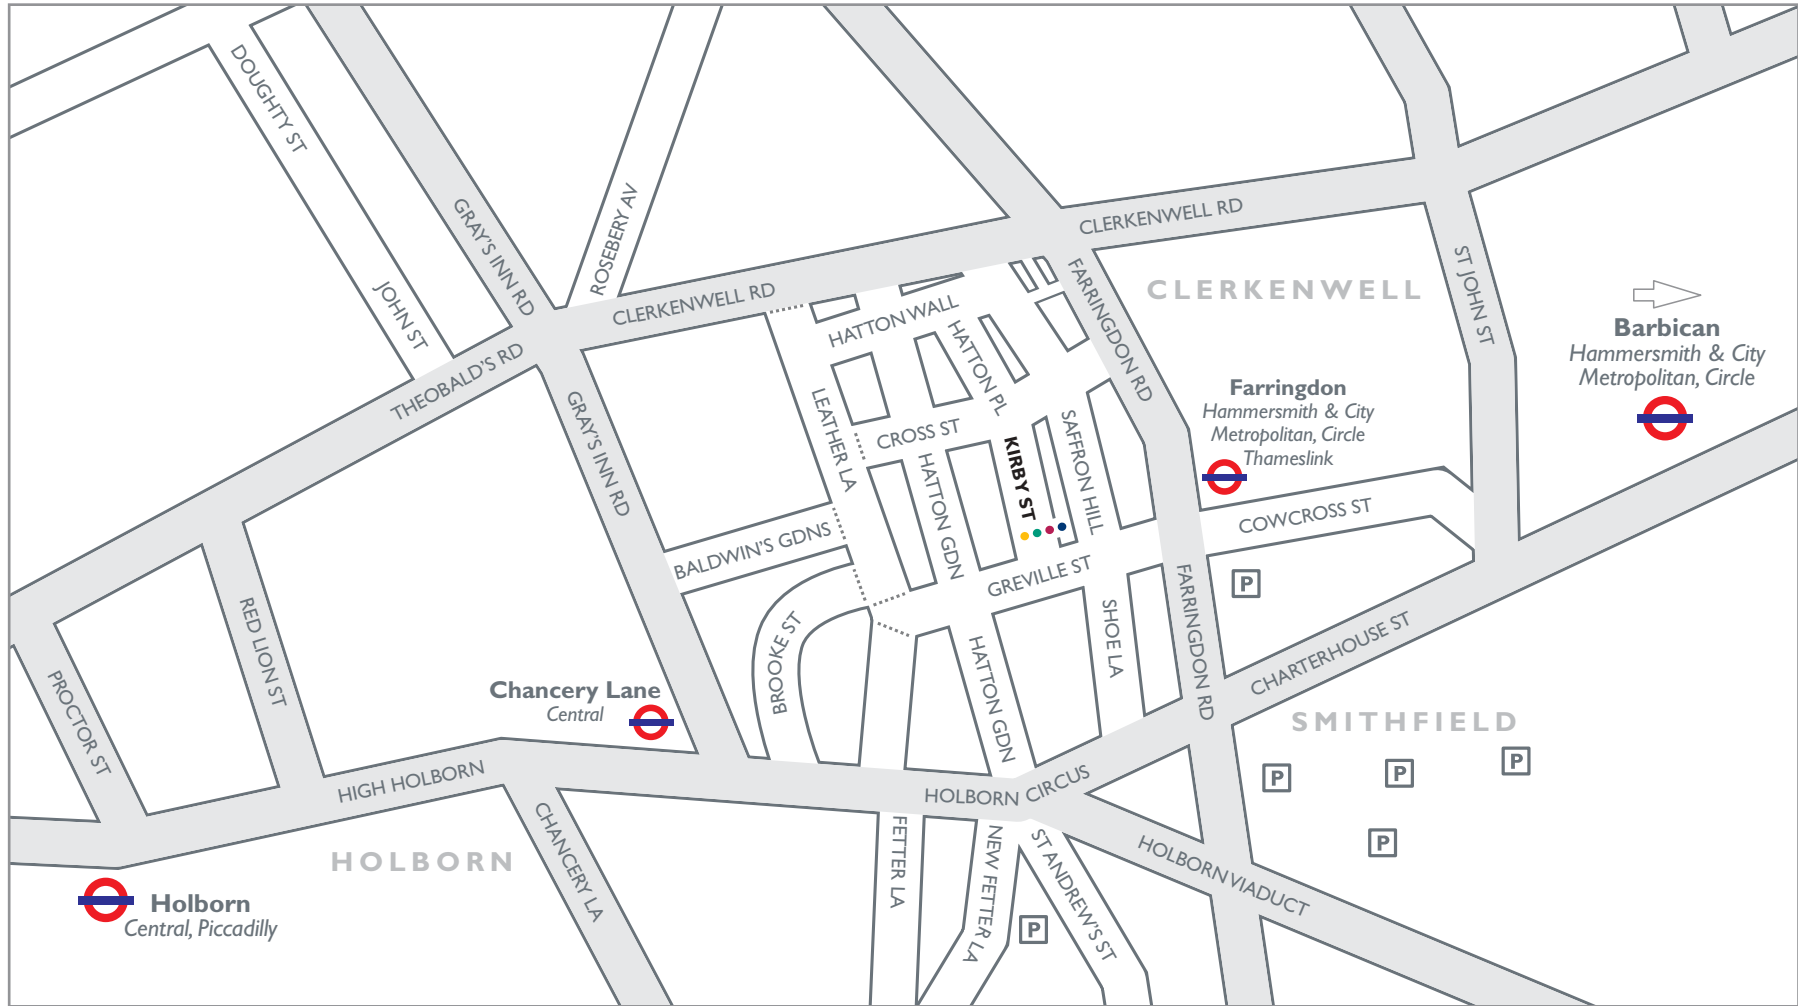 DOUGHTY ST
JOHN ST
GRAY'S INN RD
ROSEBERY AV
CLERKENWELL RD
CLERKENWELL RD
CLERKENWELL
ST JOHN ST
Barbican
Hammersmith & City
Metropolitan, Circle
THEOBALD'S RD
GRAY'S INN RD
HATTON WALL
HATTON PL
FARRINGDON RD
LEATHER LA
CROSS ST
KIRBY ST
SAFFRON HILL
Farringdon
Hammersmith & City
Metropolitan, Circle
Thameslink
HATTON GDN
COWCROSS ST
BALDWIN'S GDNS
GREVILLE ST
P
FARRINGDON RD
SHOE LA
BROOKE ST
HATTON GDN
RED LION ST
PROCTOR ST
Chancery Lane
Central
CHARTERHOUSE ST
SMITHFIELD
P
P
P
P
HIGH HOLBORN
HOLBORN CIRCUS
HOLBORN
CHANCERY LA
FETTER LA
NEW FETTER LA
ST ANDREW'S ST
P
HOLBORN VIADUCT
Holborn
Central, Piccadilly